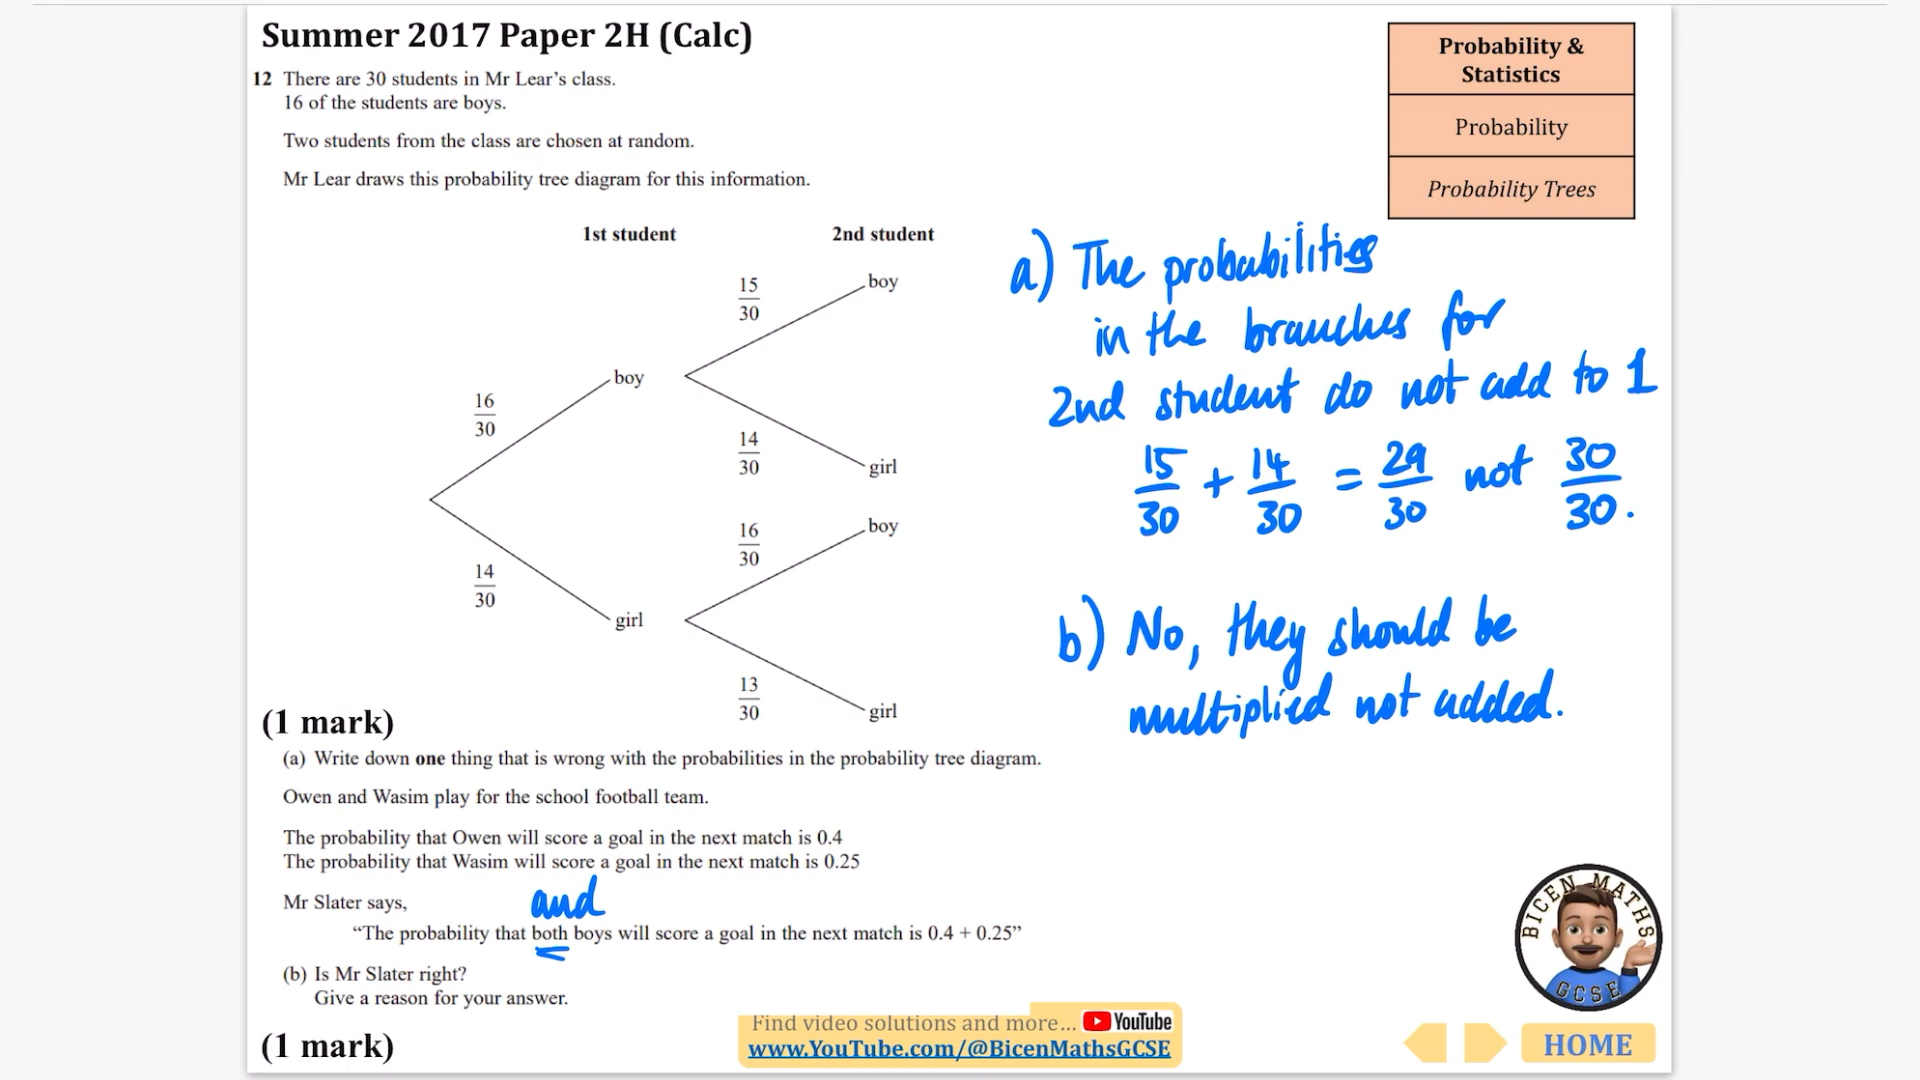 Summer 2017 Paper 2H (Calc)
Probability &
Statistics
Probability
Probability Trees
12 There are 30 students in Mr Lear's class.
16 of the students are boys.
Two students from the class are chosen at random.
Mr Lear draws this probability tree diagram for this information.
1st student 2nd student
15/30 boy
16/30 boy
14/30 girl
16/30 boy
14/30 girl
13/30 girl
a) The probabilities
in the branches for
2nd student do not add to 1
15/30 + 14/30 = 29/30 not 30/30.
b) No, they should be
multiplied not added.
(1 mark)
(a) Write down one thing that is wrong with the probabilities in the probability tree diagram.
Owen and Wasim play for the school football team.
The probability that Owen will score a goal in the next match is 0.4
The probability that Wasim will score a goal in the next match is 0.25
Mr Slater says,
and
“The probability that both boys will score a goal in the next match is 0.4 + 0.25”
(b) Is Mr Slater right?
Give a reason for your answer.
(1 mark)
Find video solutions and more... YouTube
www.YouTube.com/@BicenMathsGCSE
BICEN MATHS
GCSE
HOME